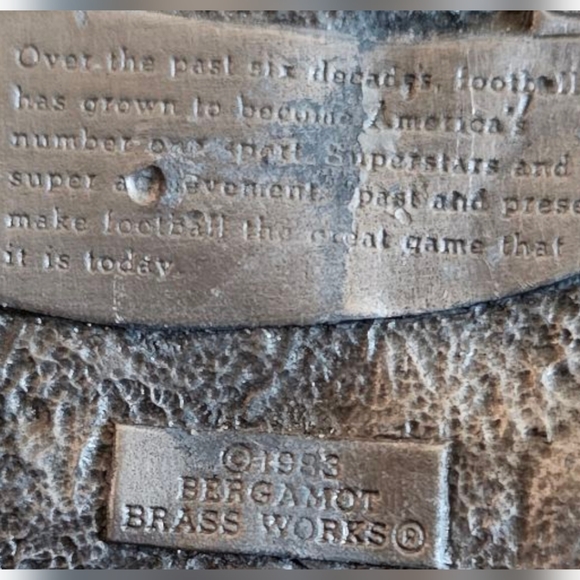 Over the past six decades, football
has grown to become America's
number one sport. Superstars and
super achievements, past and prese
make football the great game that
it is today.
©1983
BERGAMOT
BRASS WORKS®